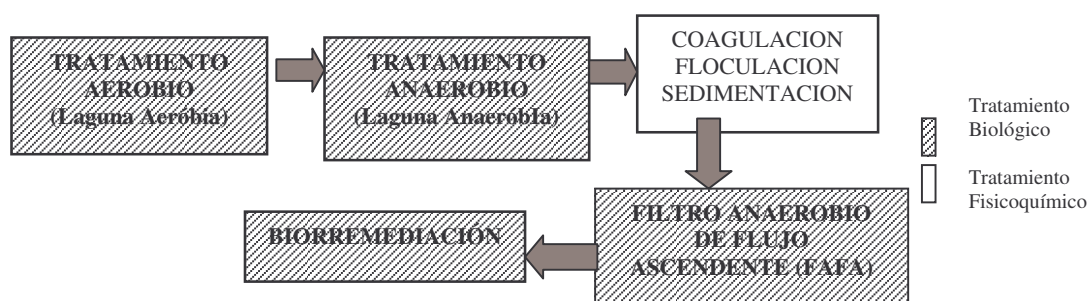 TRATAMIENTO
AEROBIO
(Laguna Aeróbia)
TRATAMIENTO
ANAEROBIO
(Laguna AnaeróbIa)
COAGULACION
FLOCULACION
SEDIMENTACION
FILTRO ANAEROBIO
DE FLUJO
ASCENDENTE (FAFA)
BIORREMEDIACIÓN
Tratamiento
Biológico
Tratamiento
Fisicoquímico